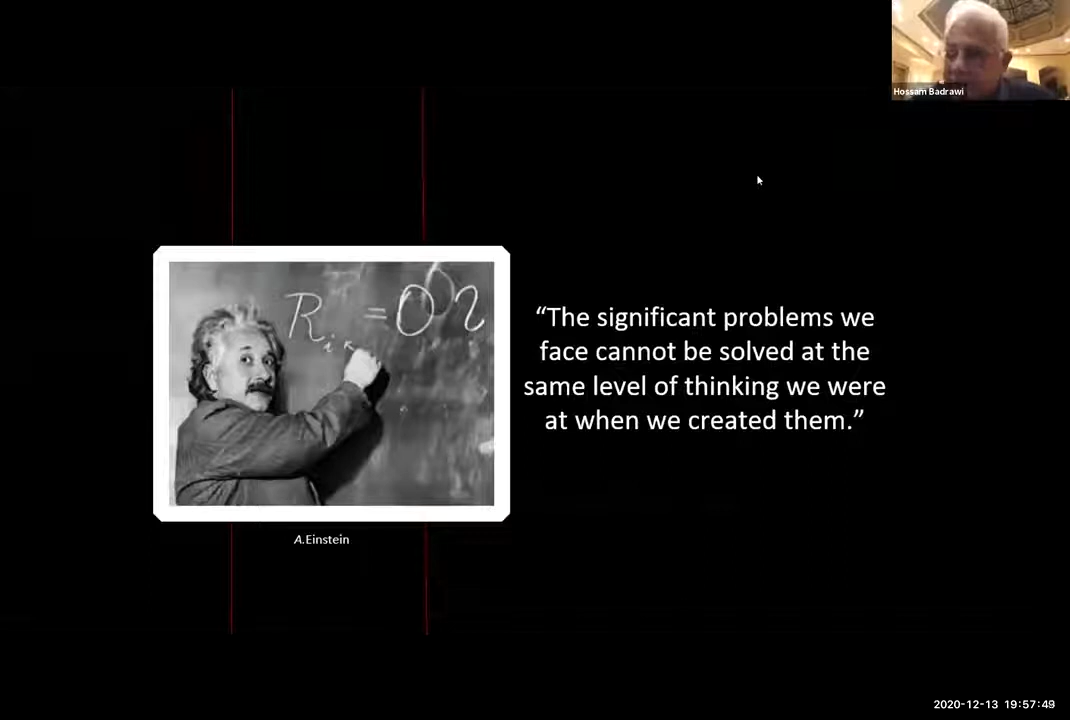 Hossam Badrawi
R i κ = 0
“The significant problems we
face cannot be solved at the
same level of thinking we were
at when we created them.”
A.Einstein
2020-12-13 19:57:49